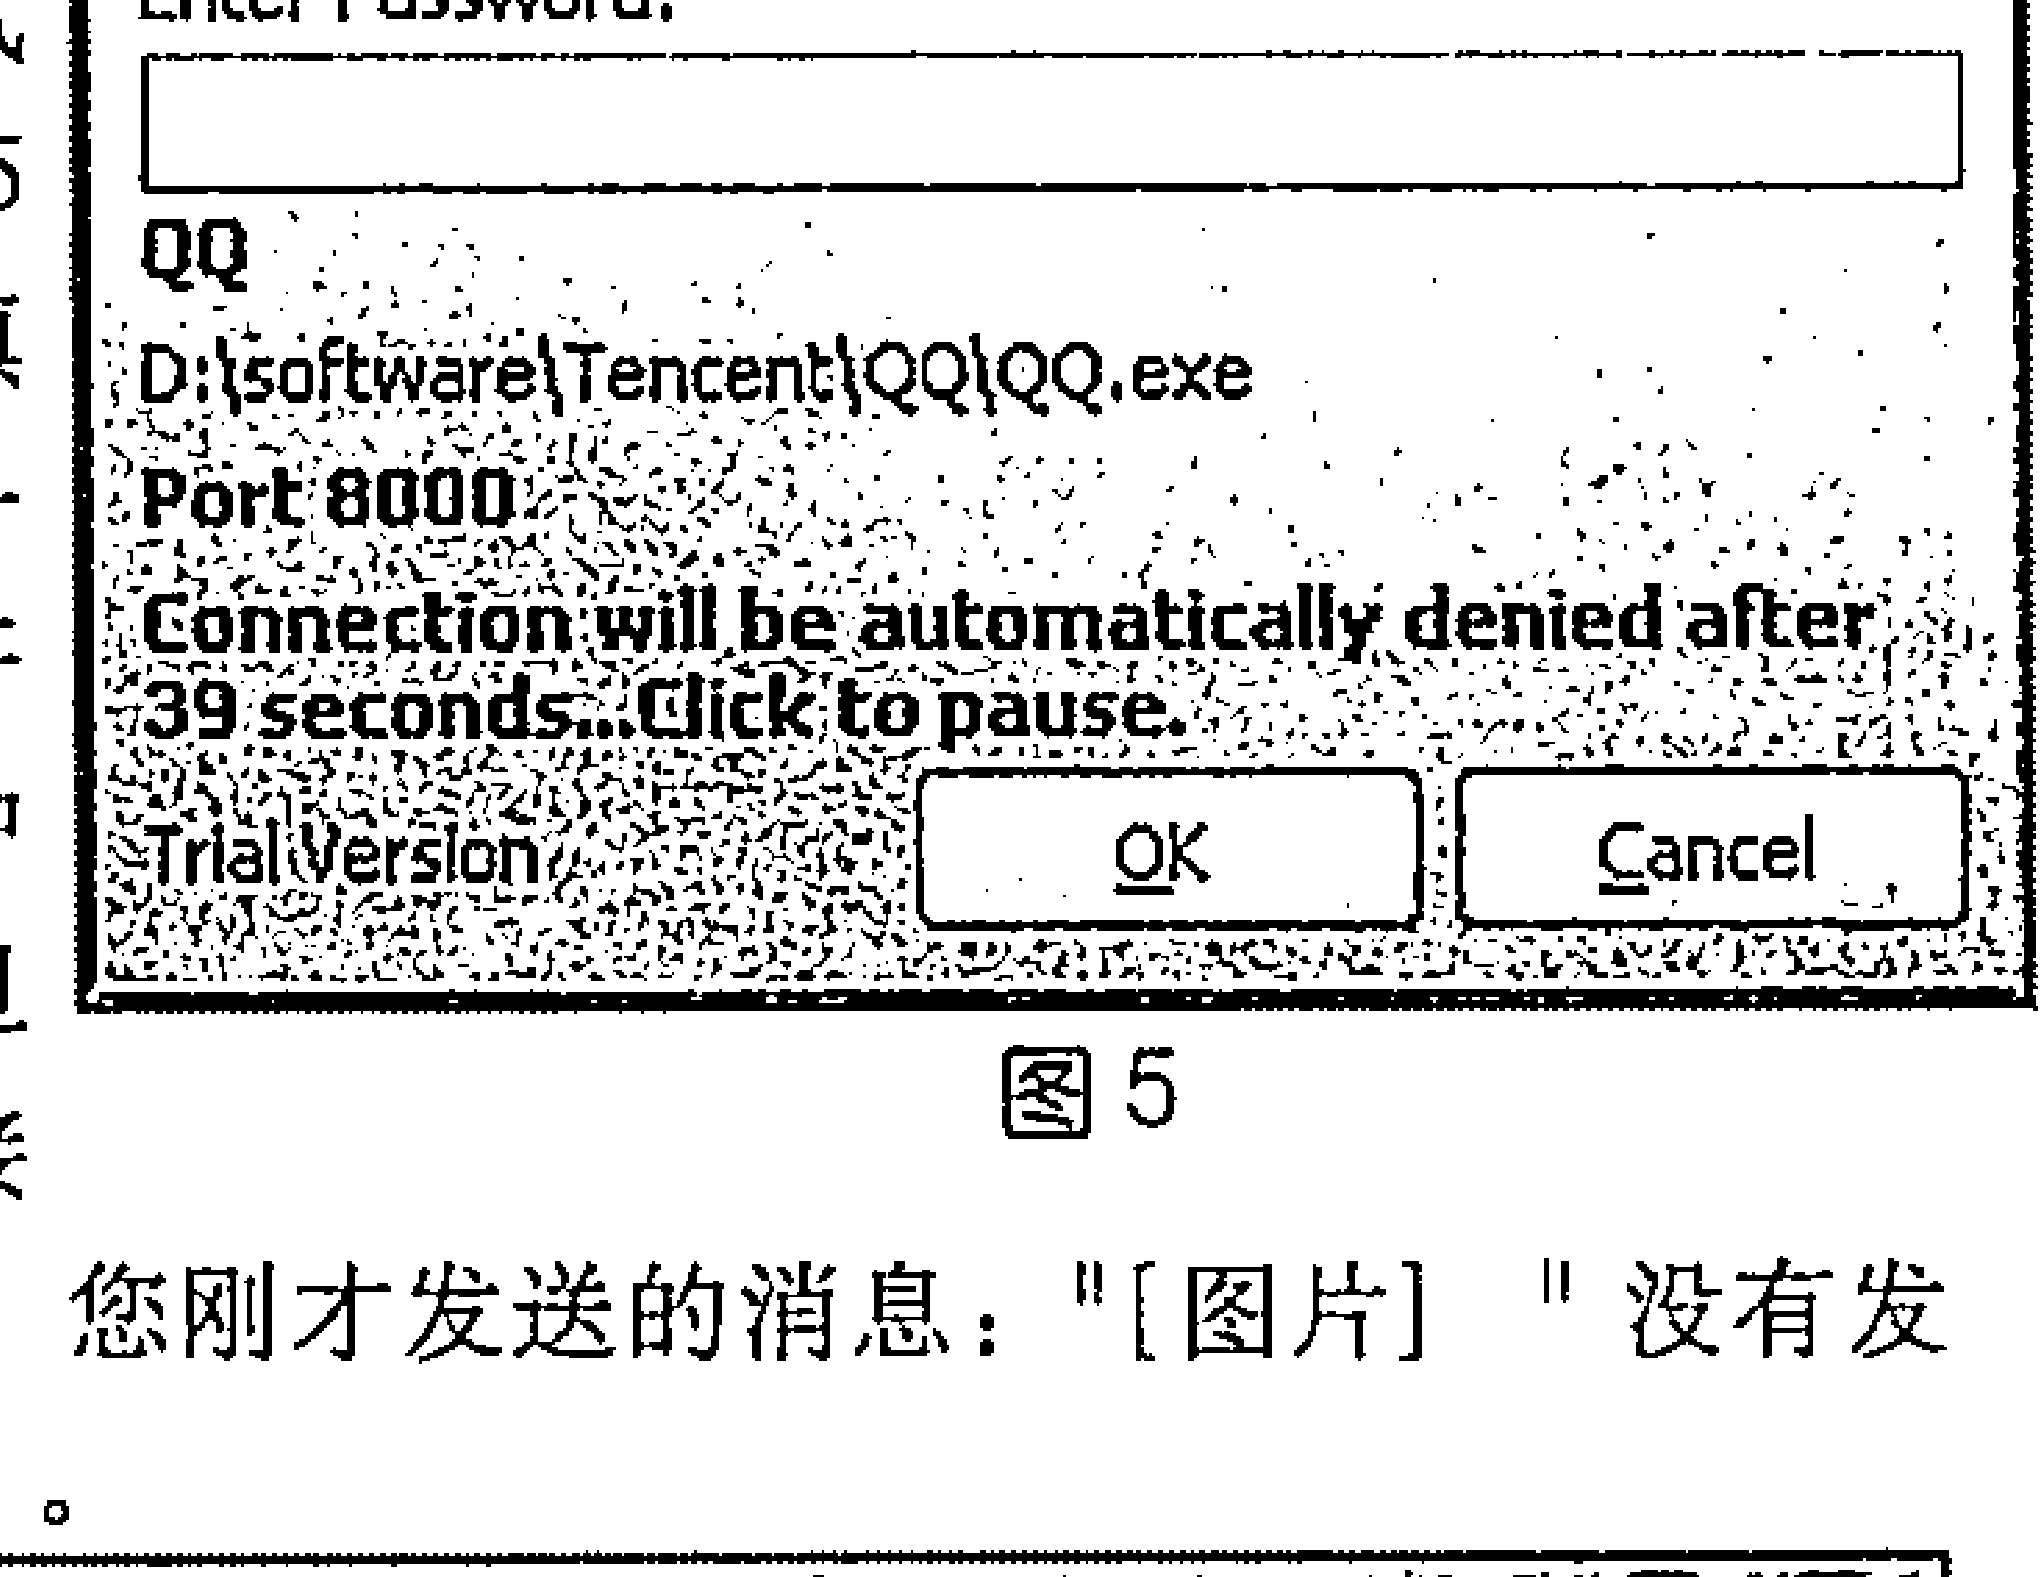 Enter Password:
QQ
D:\software\Tencent\QQ\QQ.exe
Port 8000
Connection will be automatically denied after
39 seconds...Click to pause.
Trial Version
OK
Cancel
图 5
您刚才发送的消息："[图片] " 没有发
。